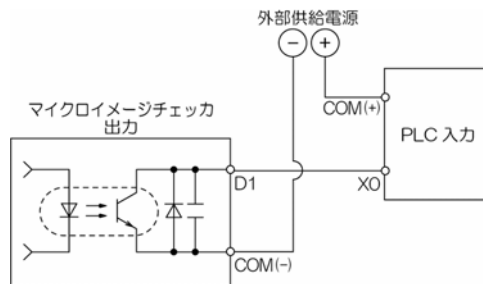 外部供給電源
− +
COM(+)
マイクロイメージチェッカ
出力
PLC 入力
D1
X0
COM(−)